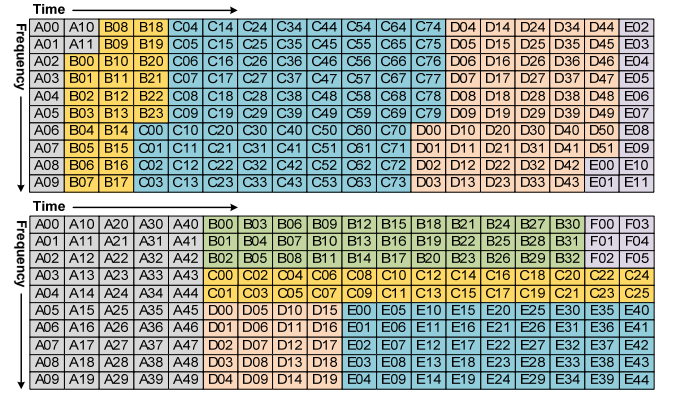 Time
Frequency
A00 A10 B08 B18 C04 C14 C24 C34 C44 C54 C64 C74 D04 D14 D24 D34 D44 E02
A01 A11 B09 B19 C05 C15 C25 C35 C45 C55 C65 C75 D05 D15 D25 D35 D45 E03
A02 B00 B10 B20 C06 C16 C26 C36 C46 C56 C66 C76 D06 D16 D26 D36 D46 E04
A03 B01 B11 B21 C07 C17 C27 C37 C47 C57 C67 C77 D07 D17 D27 D37 D47 E05
A04 B02 B12 B22 C08 C18 C28 C38 C48 C58 C68 C78 D08 D18 D28 D38 D48 E06
A05 B03 B13 B23 C09 C19 C29 C39 C49 C59 C69 C79 D09 D19 D29 D39 D49 E07
A06 B04 B14 C00 C10 C20 C30 C40 C50 C60 C70 D00 D10 D20 D30 D40 D50 E08
A07 B05 B15 C01 C11 C21 C31 C41 C51 C61 C71 D01 D11 D21 D31 D41 D51 E09
A08 B06 B16 C02 C12 C22 C32 C42 C52 C62 C72 D02 D12 D22 D32 D42 E00 E10
A09 B07 B17 C03 C13 C23 C33 C43 C53 C63 C73 D03 D13 D23 D33 D43 E01 E11
Time
Frequency
A00 A10 A20 A30 A40 B00 B03 B06 B09 B12 B15 B18 B21 B24 B27 B30 F00 F03
A01 A11 A21 A31 A41 B01 B04 B07 B10 B13 B16 B19 B22 B25 B28 B31 F01 F04
A02 A12 A22 A32 A42 B02 B05 B08 B11 B14 B17 B20 B23 B26 B29 B32 F02 F05
A03 A13 A23 A33 A43 C00 C02 C04 C06 C08 C10 C12 C14 C16 C18 C20 C22 C24
A04 A14 A24 A34 A44 C01 C03 C05 C07 C09 C11 C13 C15 C17 C19 C21 C23 C25
A05 A15 A25 A35 A45 D00 D05 D10 D15 E00 E05 E10 E15 E20 E25 E30 E35 E40
A06 A16 A26 A36 A46 D01 D06 D11 D16 E01 E06 E11 E16 E21 E26 E31 E36 E41
A07 A17 A27 A37 A47 D02 D07 D12 D17 E02 E07 E12 E17 E22 E27 E32 E37 E42
A08 A18 A28 A38 A48 D03 D08 D13 D18 E03 E08 E13 E18 E23 E28 E33 E38 E43
A09 A19 A29 A39 A49 D04 D09 D14 D19 E04 E09 E14 E19 E24 E29 E34 E39 E44